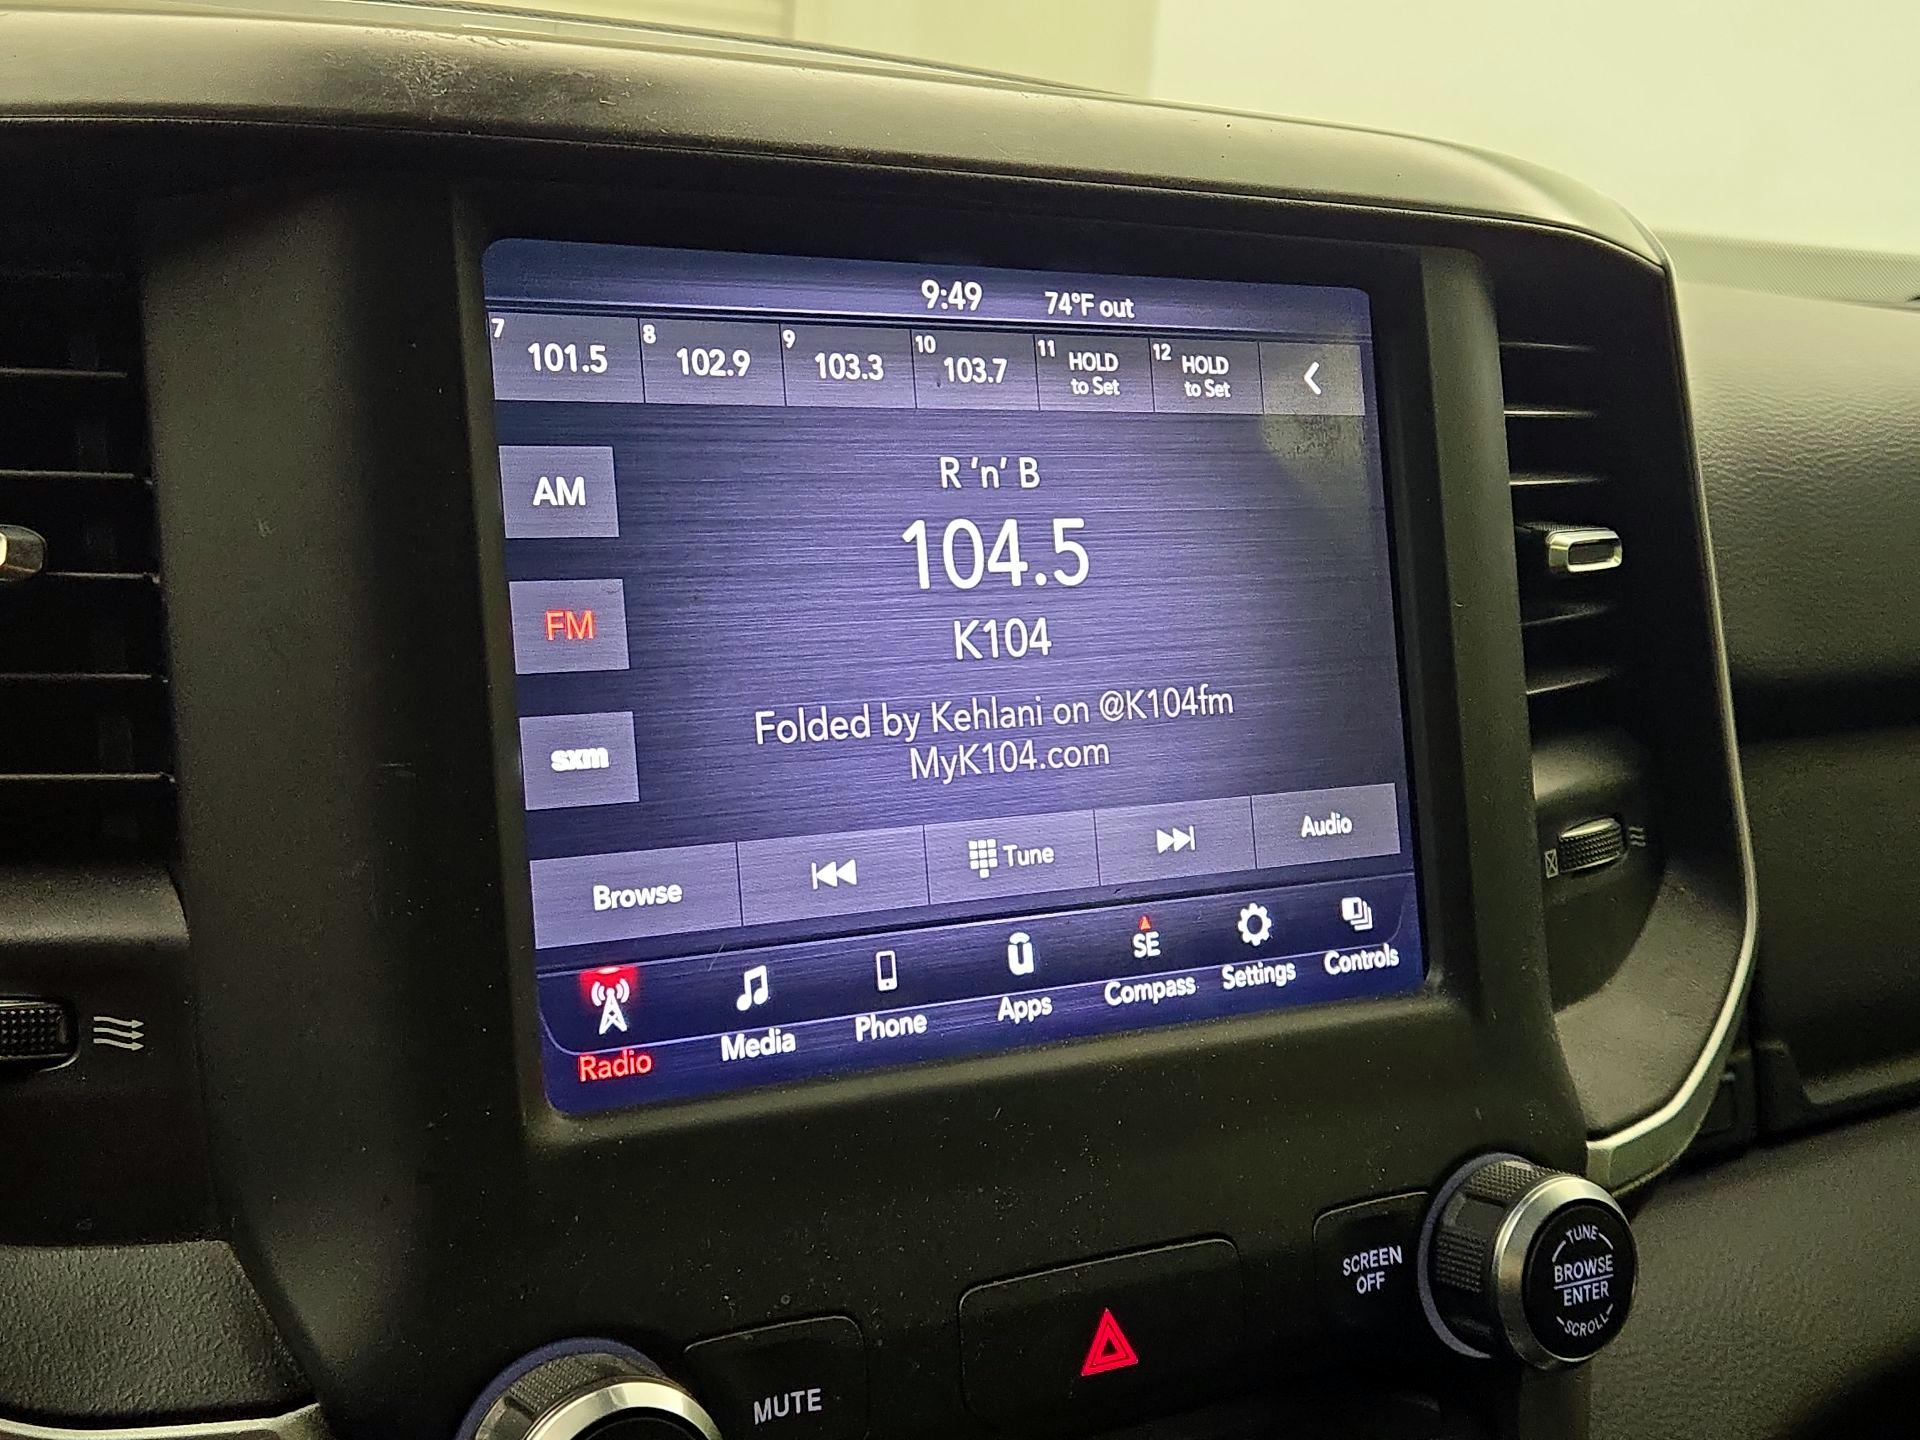 9:49 74°F out
7 101.5 8 102.9 9 103.3 10 103.7 11 HOLD to Set 12 HOLD to Set
AM
R 'n' B
104.5
FM
K104
Folded by Kehlani on @K104fm
MyK104.com
sxm
Browse Tune Audio
SE
Radio Media Phone Apps Compass Settings Controls
MUTE
SCREEN
OFF
TUNE
BROWSE
ENTER
SCROLL